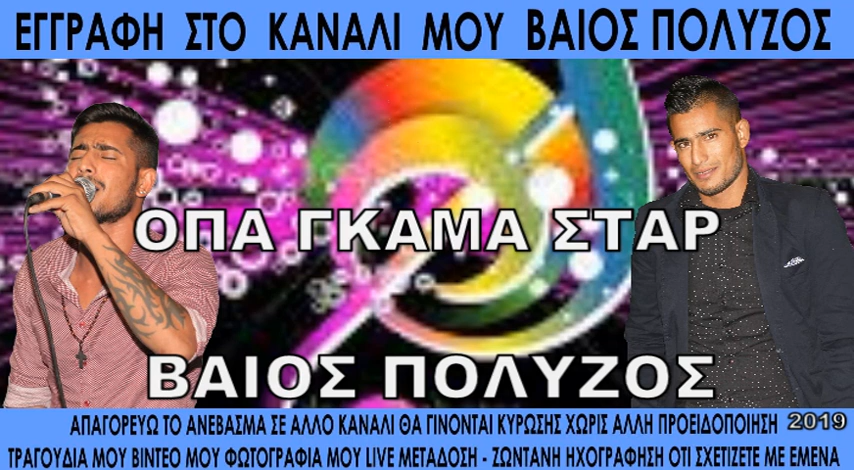 ΕΓΓΡΑΦΗ ΣΤΟ ΚΑΝΑΛΙ ΜΟΥ ΒΑΙΟΣ ΠΟΛΥΖΟΣ
ΟΠΑ ΓΚΑΜΑ ΣΤΑΡ
ΒΑΙΟΣ ΠΟΛΥΖΟΣ
ΑΠΑΓΟΡΕΥΩ ΤΟ ΑΝΕΒΑΣΜΑ ΣΕ ΑΛΛΟ ΚΑΝΑΛΙ ΘΑ ΓΙΝΟΝΤΑΙ ΚΥΡΩΣΗΣ ΧΩΡΙΣ ΑΛΛΗ ΠΡΟΕΙΔΟΠΟΙΗΣΗ 2019
ΤΡΑΓΟΥΔΙΑ ΜΟΥ ΒΙΝΤΕΟ ΜΟΥ ΦΩΤΟΓΡΑΦΙΑ ΜΟΥ LIVE ΜΕΤΑΔΟΣΗ - ΖΩΝΤΑΝΗ ΗΧΟΓΡΑΦΗΣΗ ΟΤΙ ΣΧΕΤΙΖΕΤΕ ΜΕ ΕΜΕΝΑ